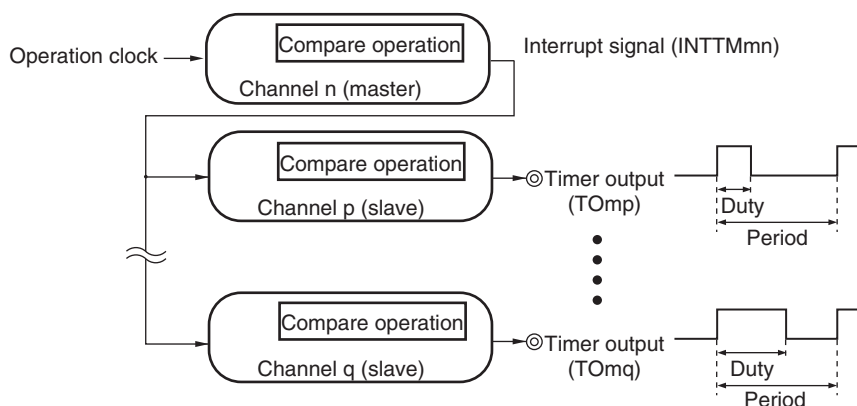 Compare operation
Interrupt signal (INTTMmn)
Operation clock
Channel n (master)
Compare operation
Timer output
(TOmp)
Channel p (slave)
Duty
Period
Compare operation
Timer output
(TOmq)
Channel q (slave)
Duty
Period